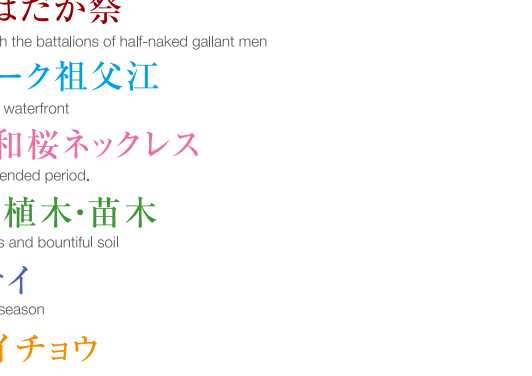 はだか祭
h the battalions of half-naked gallant men
ーク祖父江
waterfront
和桜ネックレス
ended period.
植木・苗木
s and bountiful soil
イ
season
イチョウ